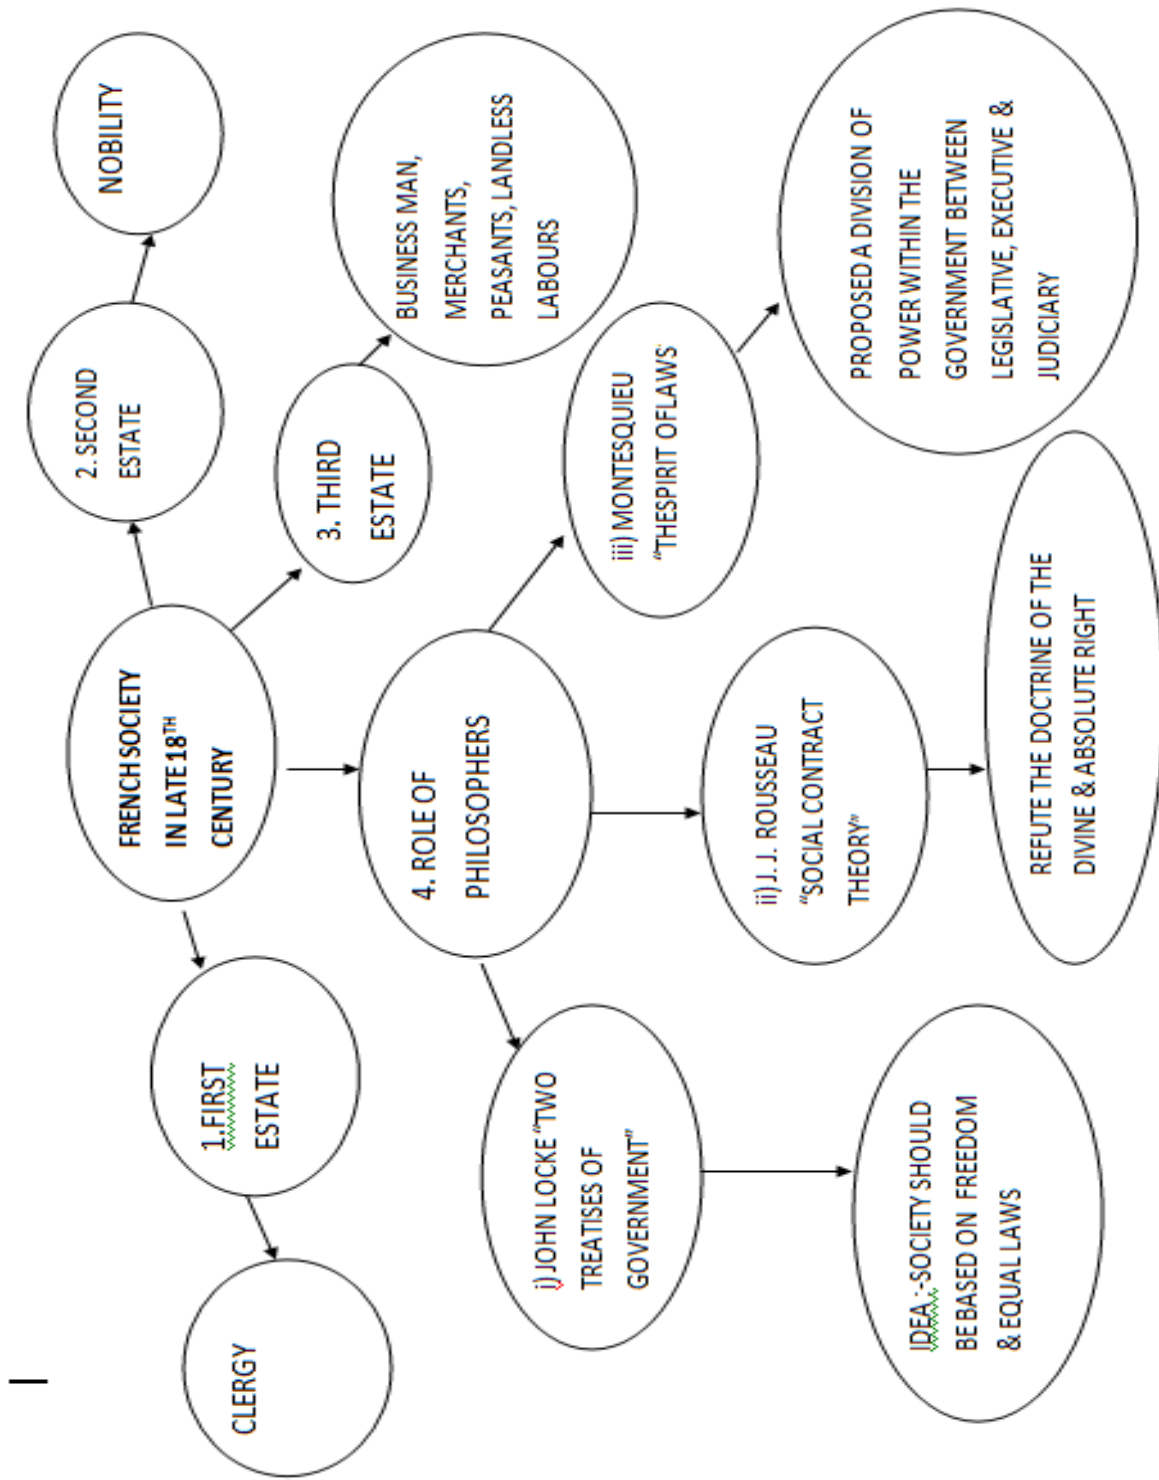 FRENCH SOCIETY
IN LATE 18TH
CENTURY
1.FIRST
ESTATE
CLERGY
2. SECOND
ESTATE
NOBILITY
3. THIRD
ESTATE
BUSINESS MAN,
MERCHANTS,
PEASANTS, LANDLESS
LABOURS
4. ROLE OF
PHILOSOPHERS
i) JOHN LOCKE "TWO
TREATISES OF
GOVERNMENT"
IDEA :-SOCIETY SHOULD
BE BASED ON FREEDOM
& EQUAL LAWS
ii) J. J. ROUSSEAU
"SOCIAL CONTRACT
THEORY"
REFUTE THE DOCTRINE OF THE
DIVINE & ABSOLUTE RIGHT
iii) MONTESQUIEU
"THESPIRIT OFLAWS
PROPOSED A DIVISION OF
POWER WITHIN THE
GOVERNMENT BETWEEN
LEGISLATIVE, EXECUTIVE &
JUDICIARY